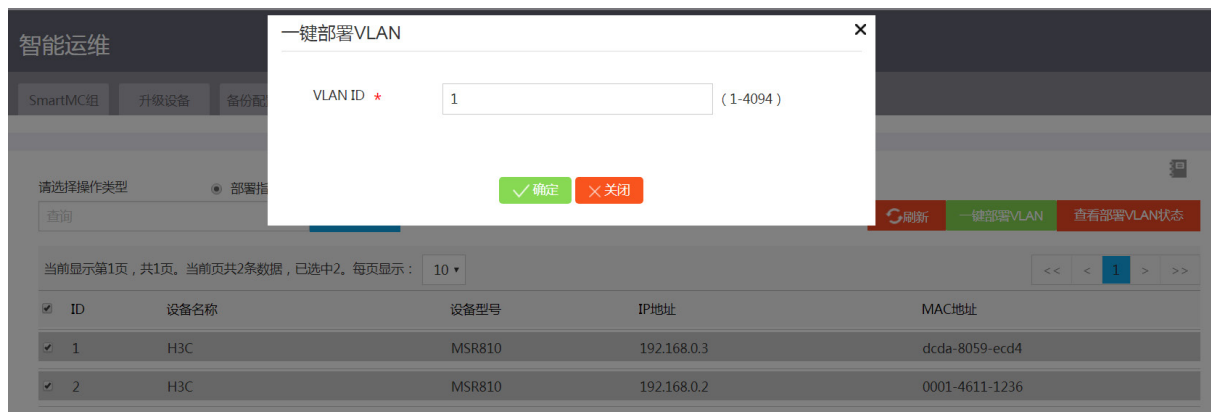 一键部署VLAN
智能运维
SmartMC组 升级设备 备份配
VLAN ID * 1 (1-4094)
确定 关闭
请选择操作类型 部署指
查询
刷新 一键部署VLAN 查看部署VLAN状态
当前显示第1页，共1页。当前页共2条数据，已选中2。每页显示： 10
<< < 1 > >>
ID 设备名称 设备型号 IP地址 MAC地址
1 H3C MSR810 192.168.0.3 dcda-8059-ecd4
2 H3C MSR810 192.168.0.2 0001-4611-1236